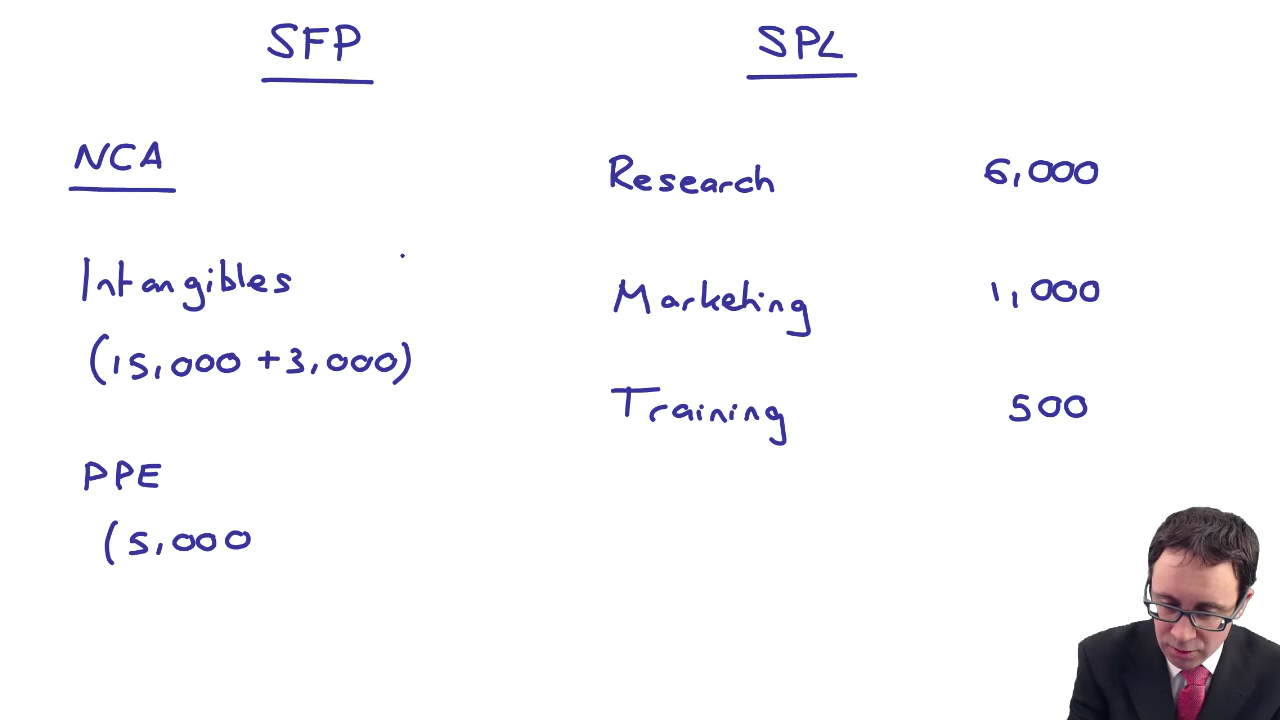 SFP
SPL
NCA
Intangibles
(15,000 + 3,000)
PPE
(5,000
Research 6,000
Marketing 1,000
Training 500